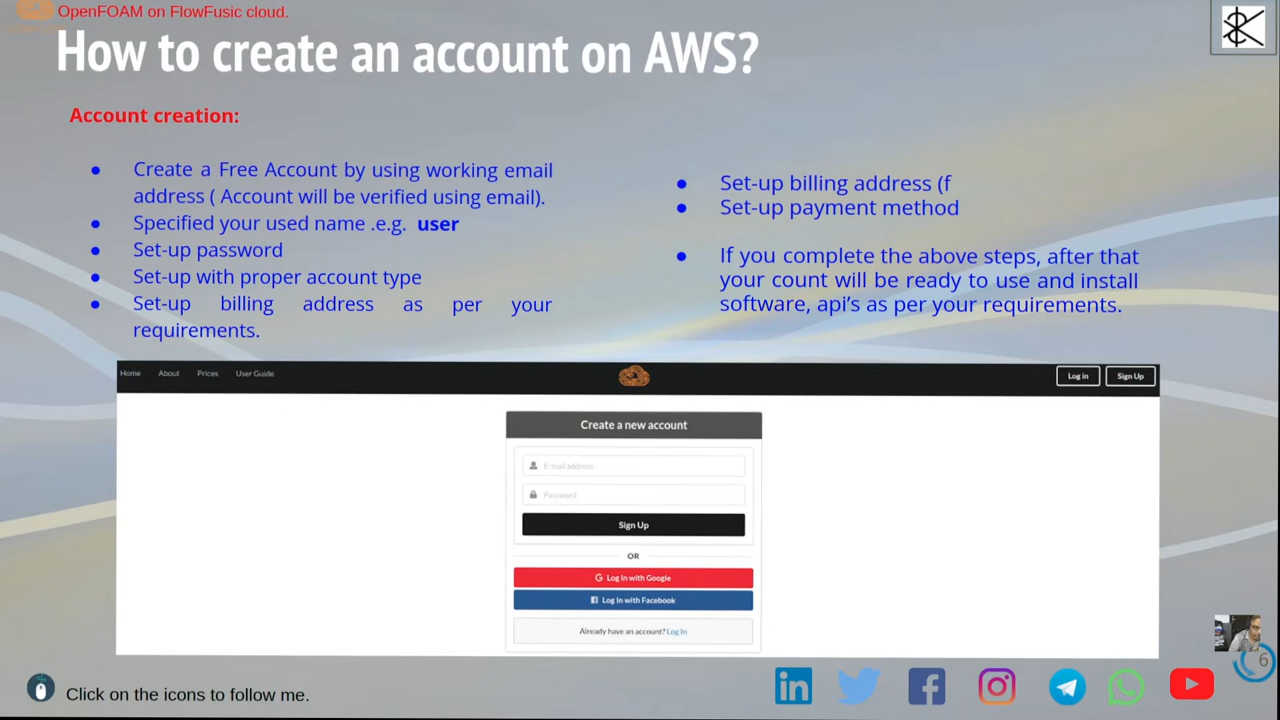 OpenFOAM on FlowFusic cloud.
How to create an account on AWS?
Account creation:
● Create a Free Account by using working email
address ( Account will be verified using email).
● Specified your used name .e.g. user
● Set-up password
● Set-up with proper account type
● Set-up billing address as per your
requirements.
● Set-up billing address (f
● Set-up payment method
● If you complete the above steps, after that
your count will be ready to use and install
software, api's as per your requirements.
Home About Prices User Guide Log in Sign Up
Create a new account
E-mail address
Password
Sign Up
OR
G Log In with Google
Log In with Facebook
Already have an account? Log In
6
Click on the icons to follow me.